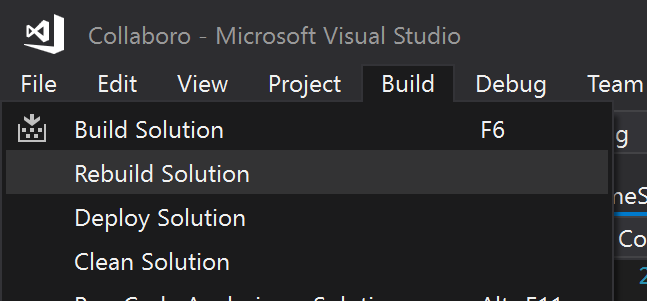 Collaboro - Microsoft Visual Studio
File Edit View Project Build Debug Team
Build Solution F6
Rebuild Solution
Deploy Solution
Clean Solution